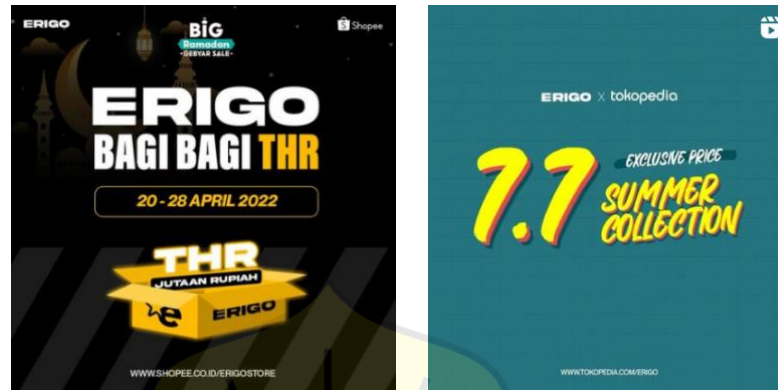 ERIGO
BIG
Ramadan
GEBYAR SALE
Shopee
ERIGO
BAGI BAGI THR
20 - 28 APRIL 2022
THR
JUTAAN RUPIAH
e ERIGO
WWW.SHOPEE.CO.ID/ERIGOSTORE
ERIGO X tokopedia
7.7
EXCLUSIVE PRICE
SUMMER
COLLECTION
WWW.TOKOPEDIA.COM/ERIGO